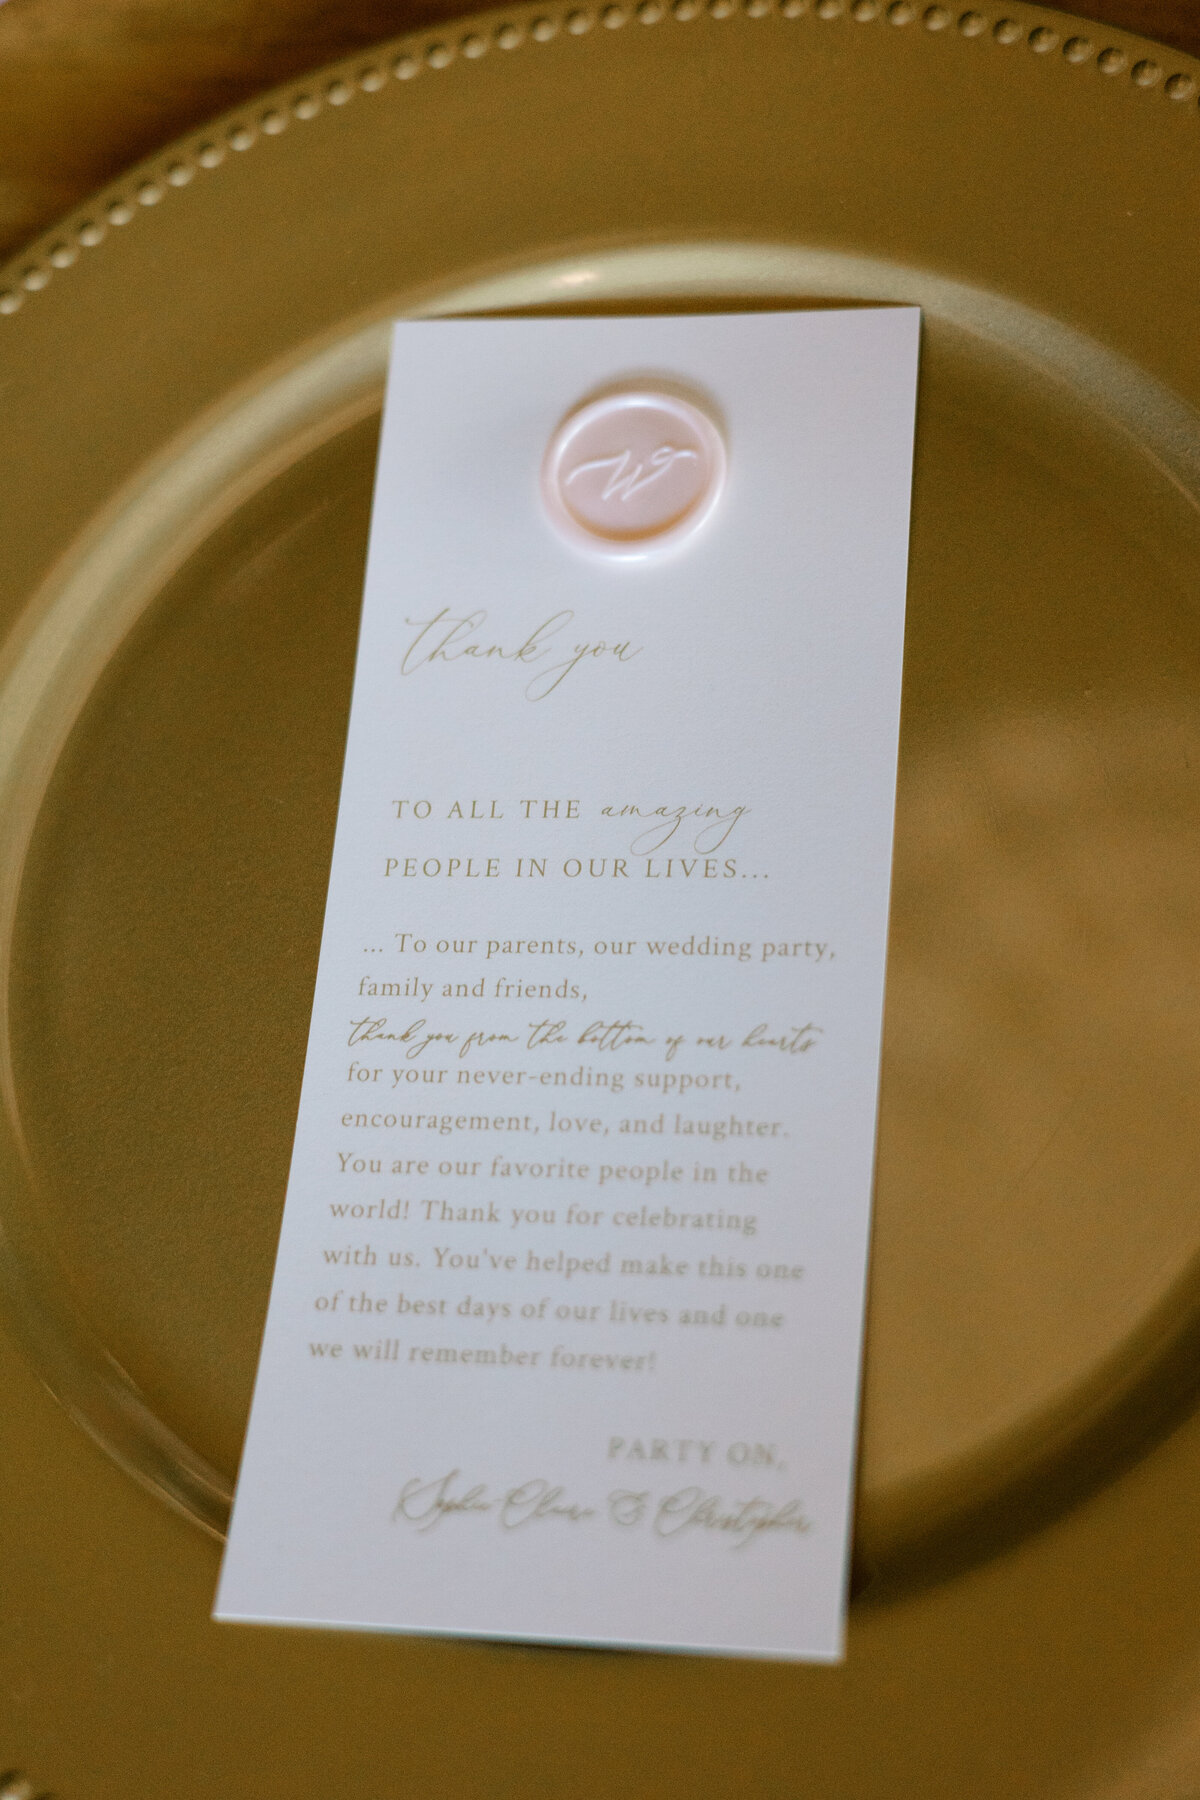 W
thank you
TO ALL THE amazing
PEOPLE IN OUR LIVES...
... To our parents, our wedding party,
family and friends,
thank you from the bottom of our hearts
for your never-ending support,
encouragement, love, and laughter.
You are our favorite people in the
world! Thank you for celebrating
with us. You've helped make this one
of the best days of our lives and one
we will remember forever!
PARTY ON,
Sophie Claire & Christopher